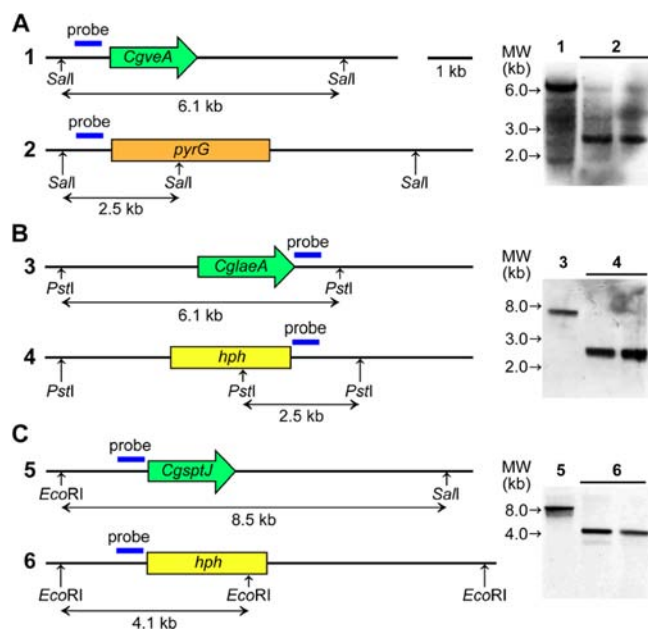 A
probe
1 CgveA 1 kb
SalI SalI
6.1 kb
probe
2 pyrG
SalI SalI SalI
2.5 kb
MW (kb) 1 2
6.0→
3.0→
2.0→
B
probe
3 CglaeA
PstI PstI
6.1 kb
probe
4 hph
PstI PstI PstI
2.5 kb
MW (kb) 3 4
8.0→
3.0→
2.0→
C
probe
5 CgsptJ
EcoRI SalI
8.5 kb
probe
6 hph
EcoRI EcoRI EcoRI
4.1 kb
MW (kb) 5 6
8.0→
4.0→